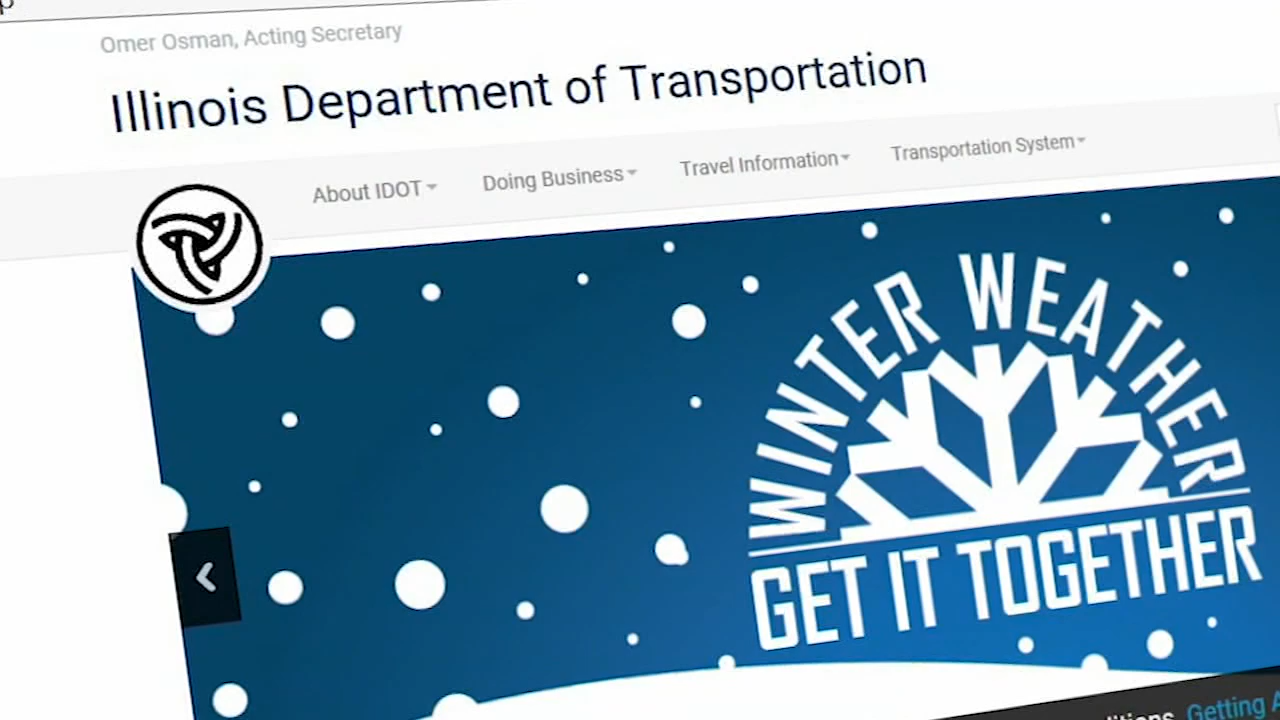 Omer Osman, Acting Secretary
Illinois Department of Transportation
About IDOT
Doing Business
Travel Information
Transportation System
WINTER WEATHER
GET IT TOGETHER
Getting